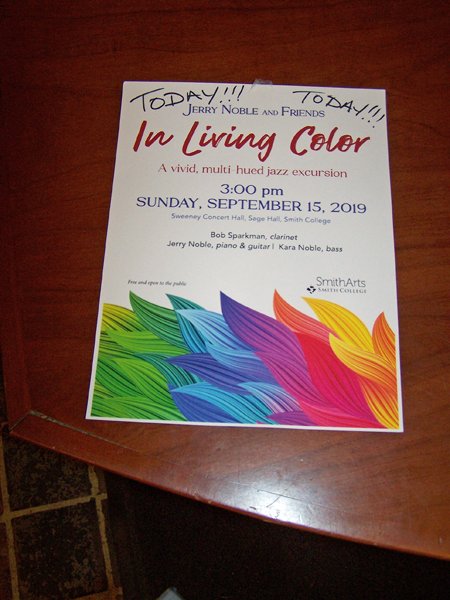 TODAY!!! TODAY!!!
JERRY NOBLE AND FRIENDS
In Living Color
A vivid, multi-hued jazz excursion
3:00 pm
SUNDAY, SEPTEMBER 15, 2019
Sweeney Concert Hall, Sage Hall, Smith College
Bob Sparkman, clarinet
Jerry Noble, piano & guitar | Kara Noble, bass
Free and open to the public
SmithArts
SMITH COLLEGE